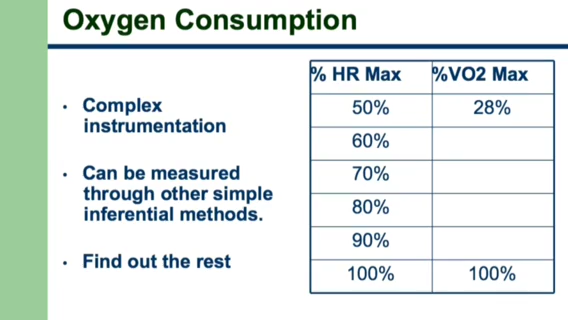 Oxygen Consumption
• Complex
instrumentation
• Can be measured
through other simple
inferential methods.
• Find out the rest
% HR Max %VO2 Max
50% 28%
60%
70%
80%
90%
100% 100%